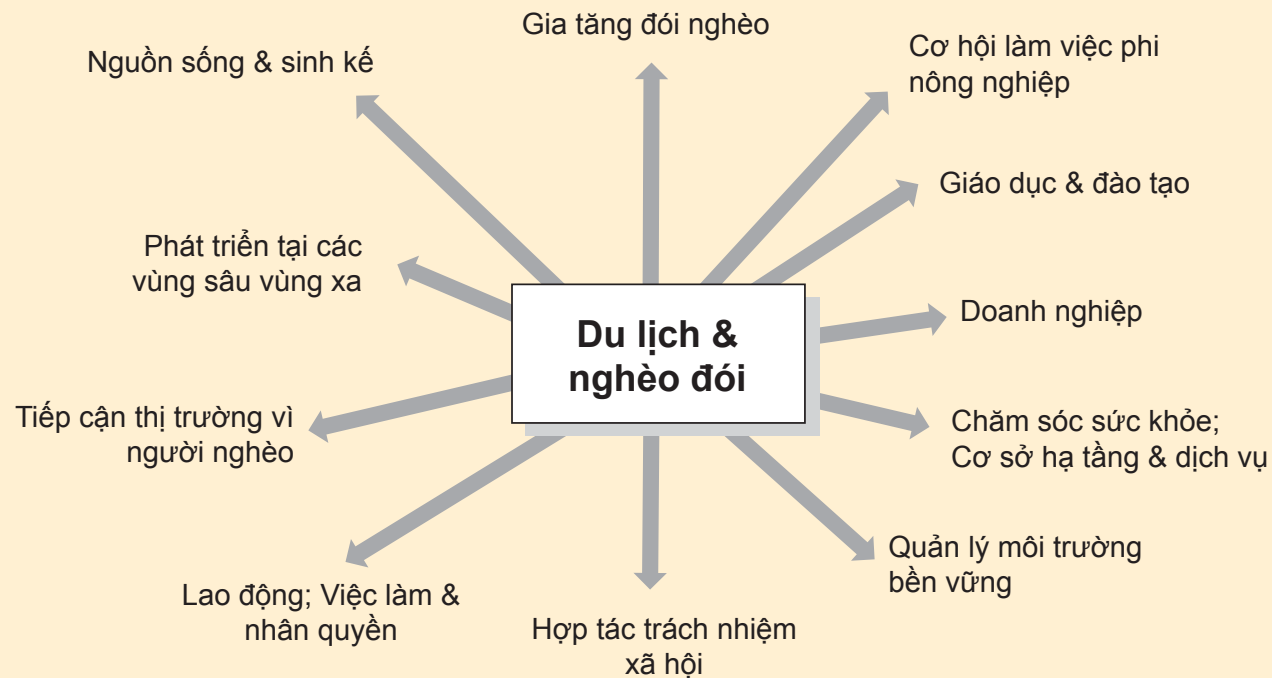 Gia tăng đói nghèo
Nguồn sống & sinh kế
Cơ hội làm việc phi
nông nghiệp
Giáo dục & đào tạo
Phát triển tại các
vùng sâu vùng xa
Du lịch &
nghèo đói
Doanh nghiệp
Tiếp cận thị trường vì
người nghèo
Chăm sóc sức khỏe;
Cơ sở hạ tầng & dịch vụ
Quản lý môi trường
bền vững
Lao động; Việc làm &
nhân quyền
Hợp tác trách nhiệm
xã hội